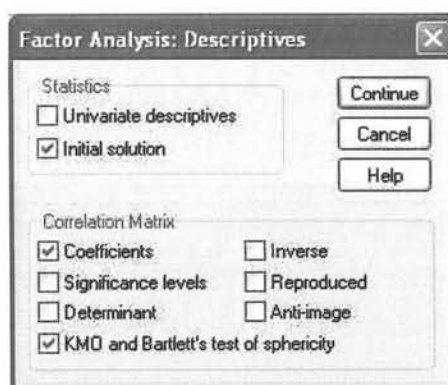 Factor Analysis: Descriptives
Statistics
Univariate descriptives
Initial solution
Continue
Cancel
Help
Correlation Matrix
Coefficients Inverse
Significance levels Reproduced
Determinant Anti-image
KMO and Bartlett's test of sphericity